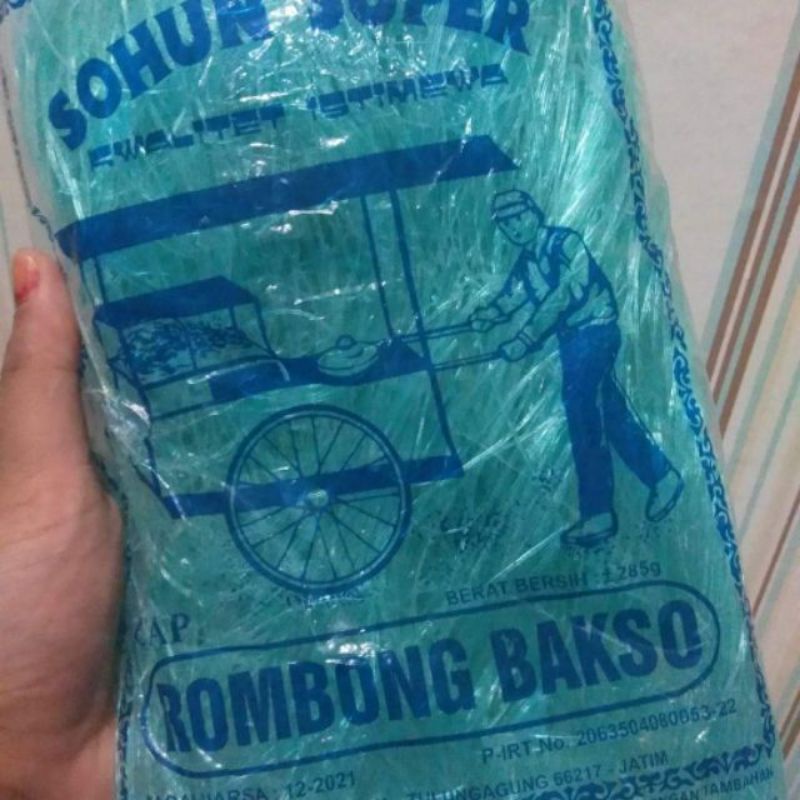 SOHUN SUPER
KWALITET ISTIMEWA
BERAT BERSIH : ± 285g
CAP :
ROMBONG BAKSO
P-IRT No. 2063504080053-22
12-2021
TULUNGAGUNG 66217 - JATIM